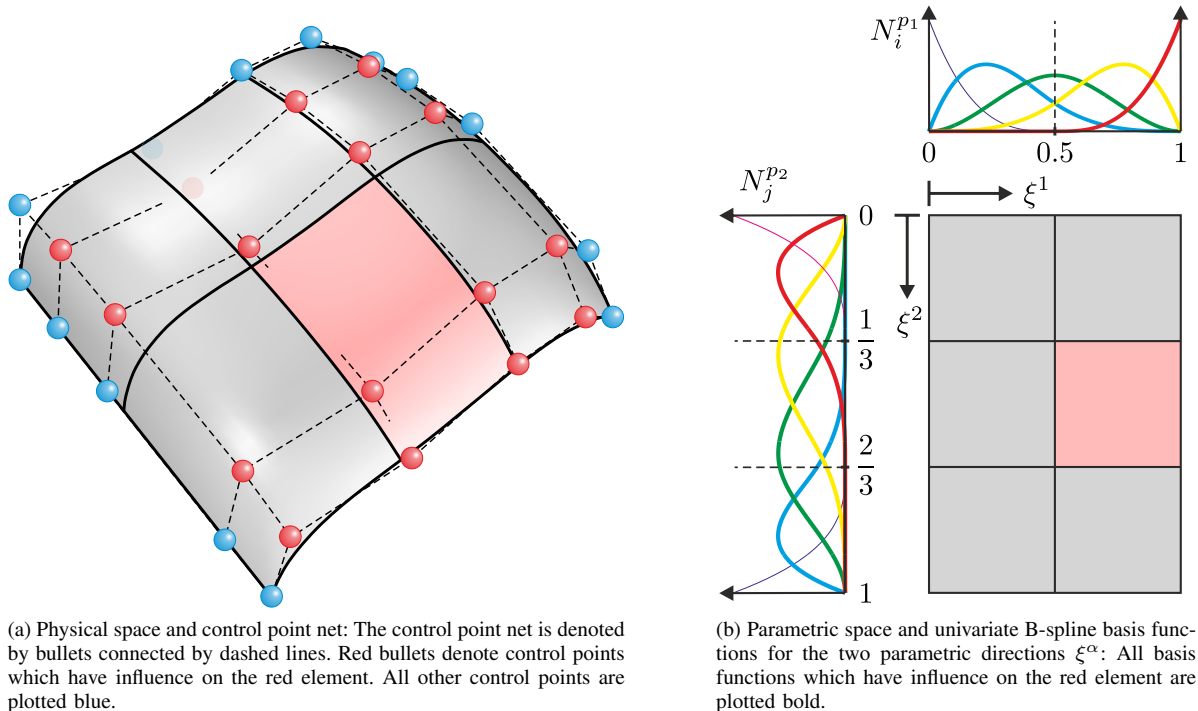 N_i^{p_1}
0
0.5
1
ξ^1
N_j^{p_2}
0
ξ^2
1/3
2/3
1
(a) Physical space and control point net: The control point net is denoted
by bullets connected by dashed lines. Red bullets denote control points
which have influence on the red element. All other control points are
plotted blue.
(b) Parametric space and univariate B-spline basis func-
tions for the two parametric directions ξ^α: All basis
functions which have influence on the red element are
plotted bold.